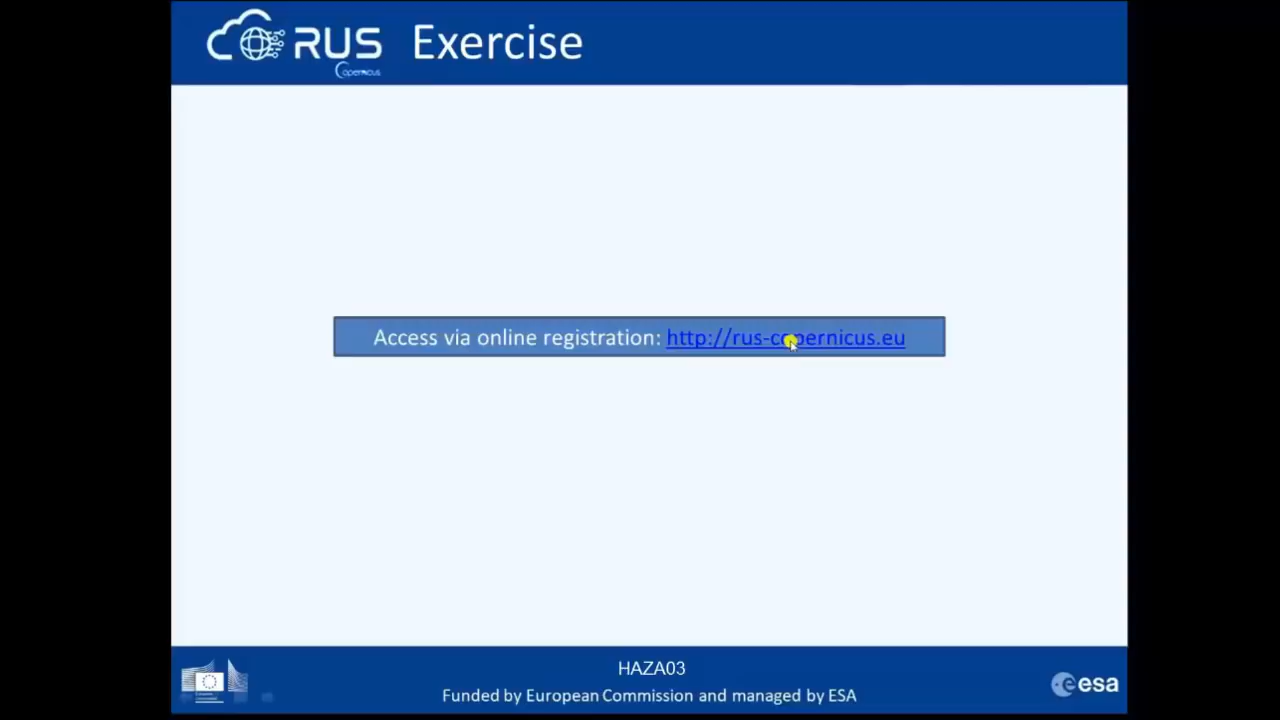 RUS
Copernicus
Exercise
Access via online registration: http://rus-copernicus.eu
HAZA03
Funded by European Commission and managed by ESA
esa